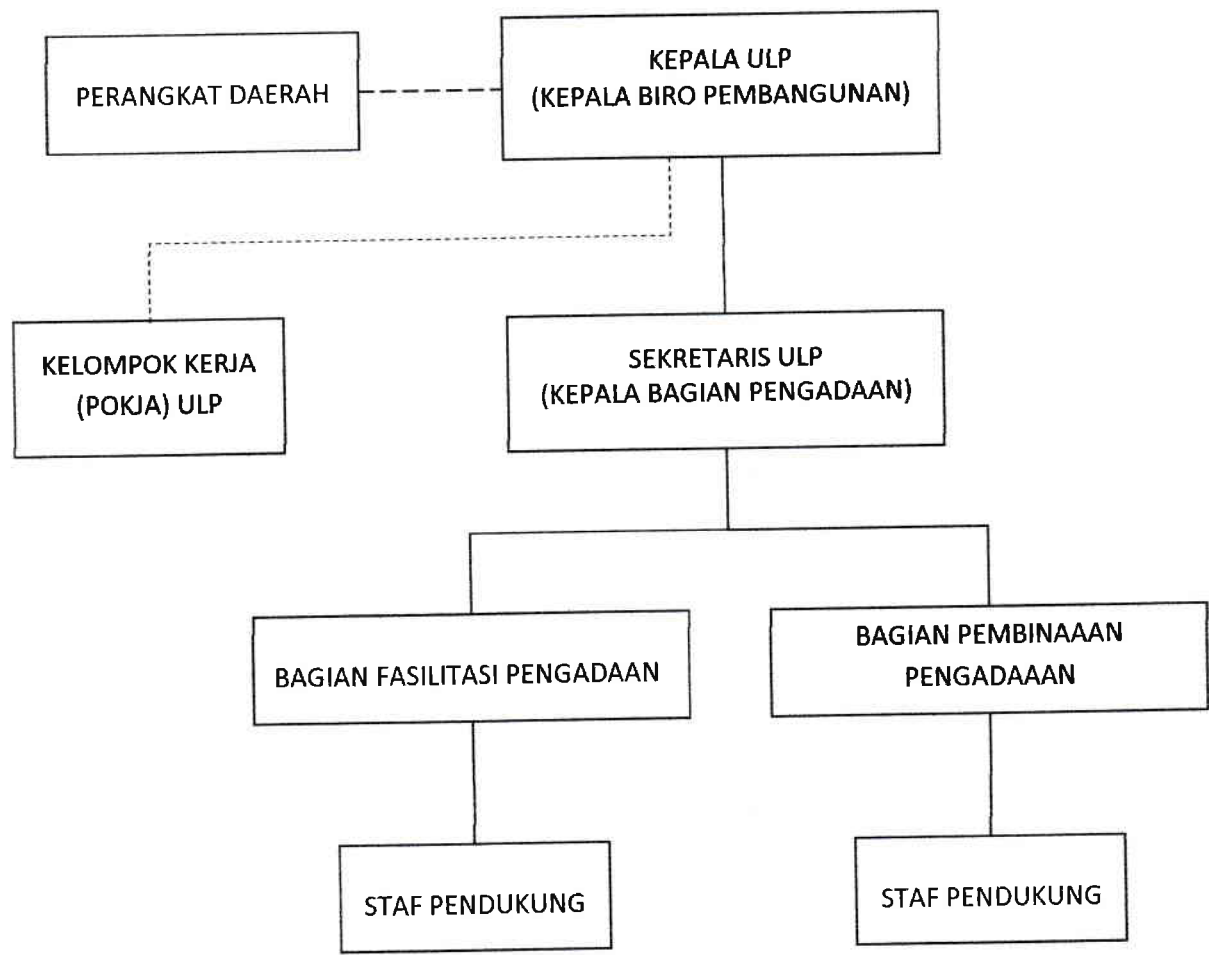 KEPALA ULP
(KEPALA BIRO PEMBANGUNAN)
PERANGKAT DAERAH
KELOMPOK KERJA
(POKJA) ULP
SEKRETARIS ULP
(KEPALA BAGIAN PENGADAAN)
BAGIAN FASILITASI PENGADAAN
BAGIAN PEMBINAAAN
PENGADAAAN
STAF PENDUKUNG
STAF PENDUKUNG